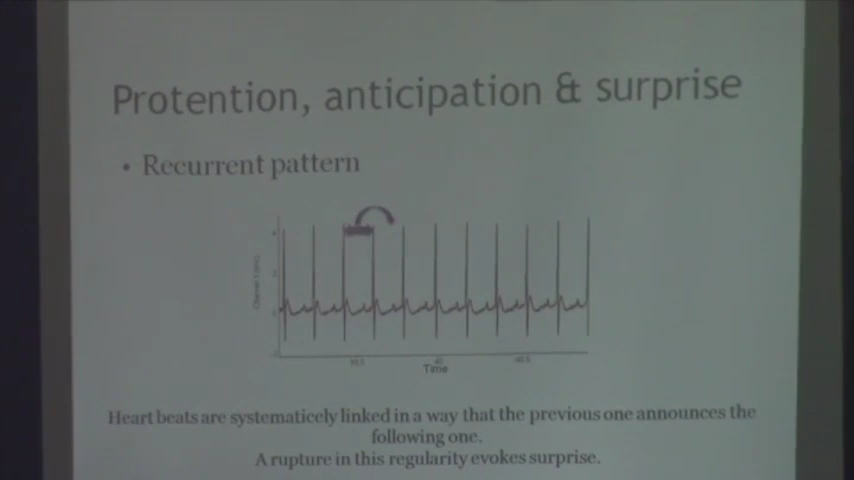 Protention, anticipation & surprise
• Recurrent pattern
Time
Heart beats are systematicely linked in a way that the previous one announces the
following one.
A rupture in this regularity evokes surprise.